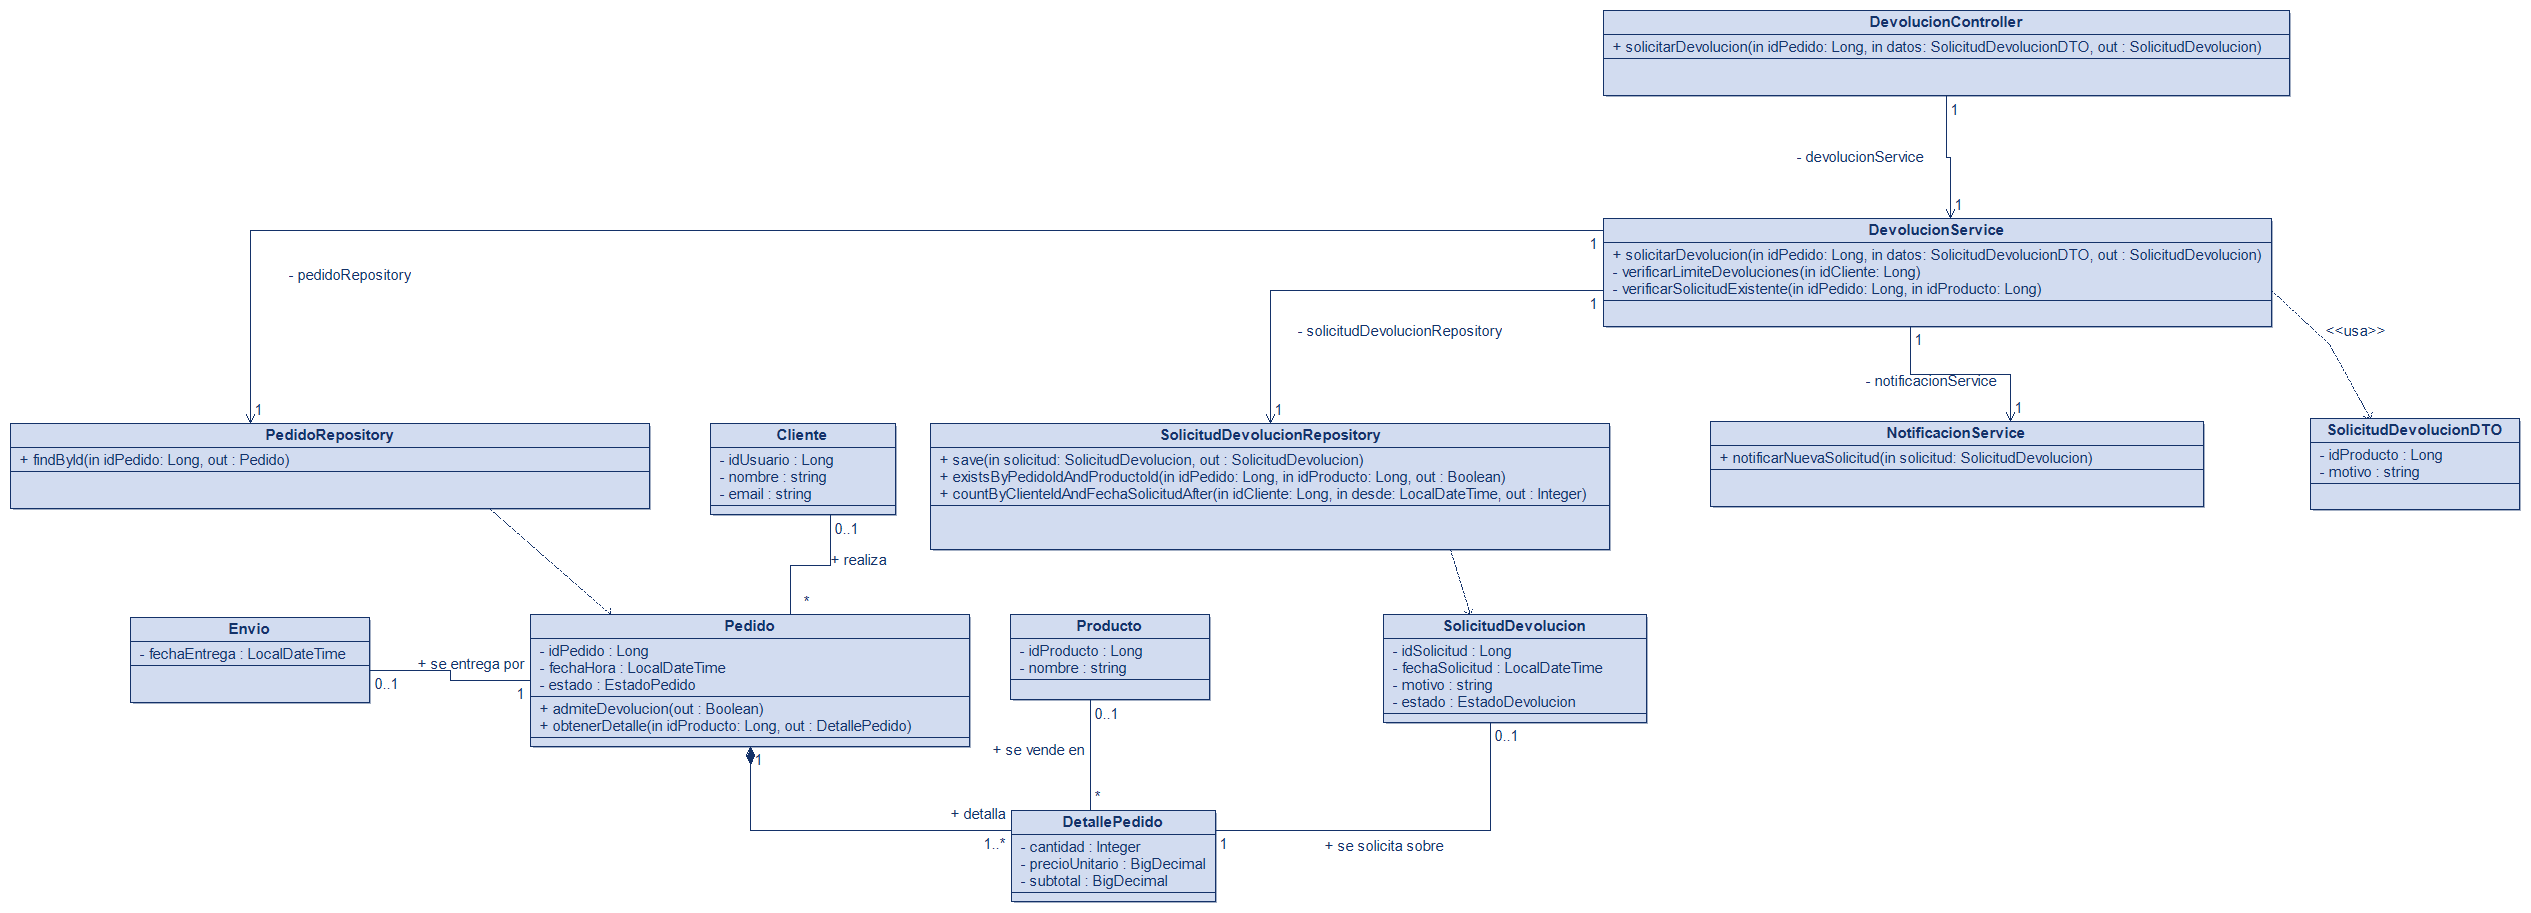 DevolucionController
+ solicitarDevolucion(in idPedido: Long, in datos: SolicitudDevolucionDTO, out : SolicitudDevolucion)
1
- devolucionService
1
DevolucionService
+ solicitarDevolucion(in idPedido: Long, in datos: SolicitudDevolucionDTO, out : SolicitudDevolucion)
- verificarLimiteDevoluciones(in idCliente: Long)
- verificarSolicitudExistente(in idPedido: Long, in idProducto: Long)
1
- pedidoRepository
1
1
- solicitudDevolucionRepository
1
1
- notificacionService
1
<<usa>>
PedidoRepository
+ findById(in idPedido: Long, out : Pedido)
Cliente
- idUsuario : Long
- nombre : string
- email : string
SolicitudDevolucionRepository
+ save(in solicitud: SolicitudDevolucion, out : SolicitudDevolucion)
+ existsByPedidoIdAndProductoId(in idPedido: Long, in idProducto: Long, out : Boolean)
+ countByClienteIdAndFechaSolicitudAfter(in idCliente: Long, in desde: LocalDateTime, out : Integer)
NotificacionService
+ notificarNuevaSolicitud(in solicitud: SolicitudDevolucion)
SolicitudDevolucionDTO
- idProducto : Long
- motivo : string
0..1
+ realiza
*
Envio
- fechaEntrega : LocalDateTime
+ se entrega por
0..1
1
Pedido
- idPedido : Long
- fechaHora : LocalDateTime
- estado : EstadoPedido
+ admiteDevolucion(out : Boolean)
+ obtenerDetalle(in idProducto: Long, out : DetallePedido)
Producto
- idProducto : Long
- nombre : string
SolicitudDevolucion
- idSolicitud : Long
- fechaSolicitud : LocalDateTime
- motivo : string
- estado : EstadoDevolucion
0..1
+ se vende en
*
0..1
1
+ detalla
1..*
DetallePedido
- cantidad : Integer
- precioUnitario : BigDecimal
- subtotal : BigDecimal
1
+ se solicita sobre